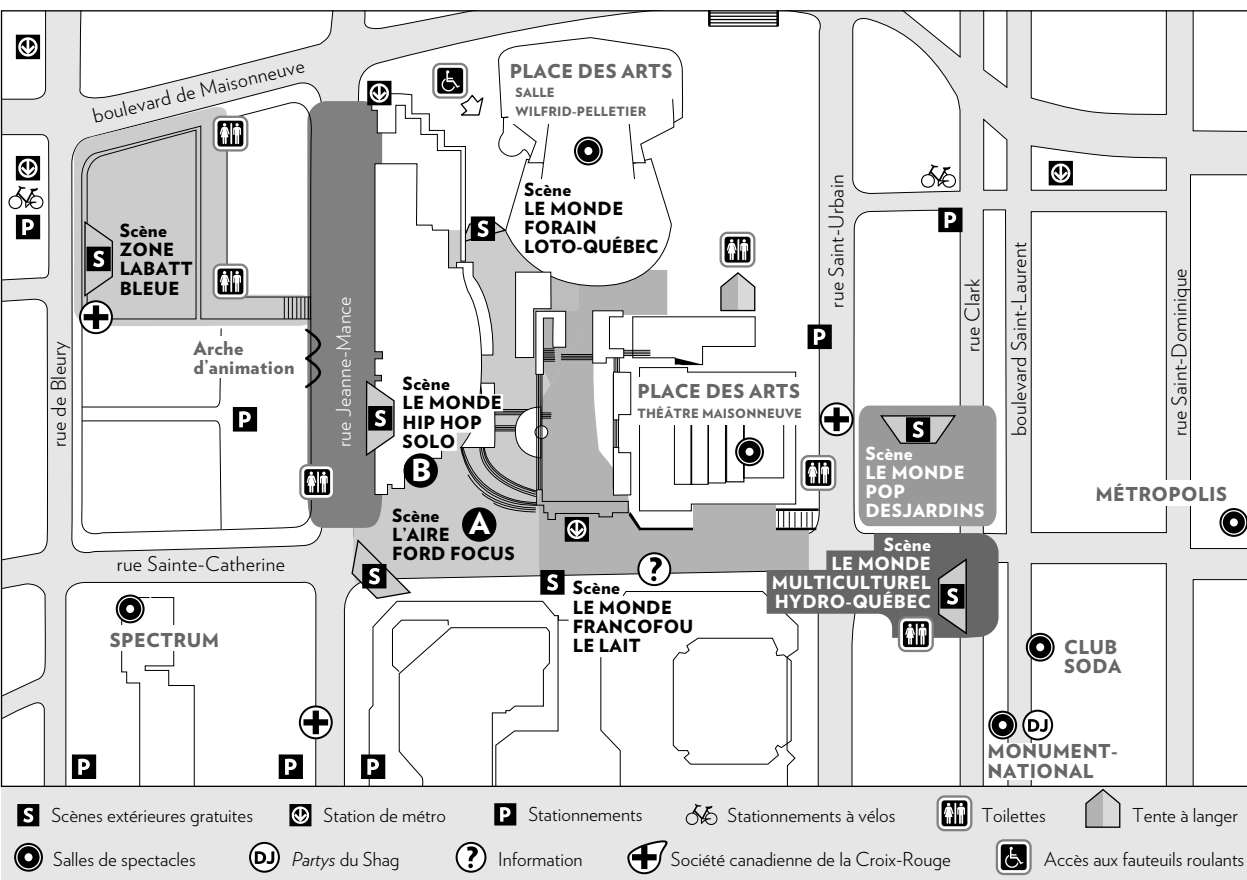 boulevard de Maisonneuve
PLACE DES ARTS
SALLE
WILFRID-PELLETIER
Scène
LE MONDE
FORAIN
LOTO-QUÉBEC
S
Scène
ZONE
LABATT
BLEUE
S
P
P
rue Saint-Urbain
rue Clark
boulevard Saint-Laurent
rue Saint-Dominique
rue de Bleury
rue Jeanne-Mance
Arche
d'animation
P
P
Scène
LE MONDE
HIP HOP
SOLO
S
B
PLACE DES ARTS
THÉÂTRE MAISONNEUVE
S
Scène
LE MONDE
POP
DESJARDINS
MÉTROPOLIS
Scène
L'AIRE
FORD FOCUS
A
S
rue Sainte-Catherine
S
Scène
LE MONDE
FRANCOFOU
LE LAIT
?
Scène
LE MONDE
MULTICULTUREL
HYDRO-QUÉBEC
S
SPECTRUM
CLUB
SODA
DJ
MONUMENT-
NATIONAL
P
P
P
S Scènes extérieures gratuites
Station de métro
P Stationnements
Stationnements à vélos
Toilettes
Tente à langer
Salles de spectacles
DJ Partys du Shag
? Information
Société canadienne de la Croix-Rouge
Accès aux fauteuils roulants